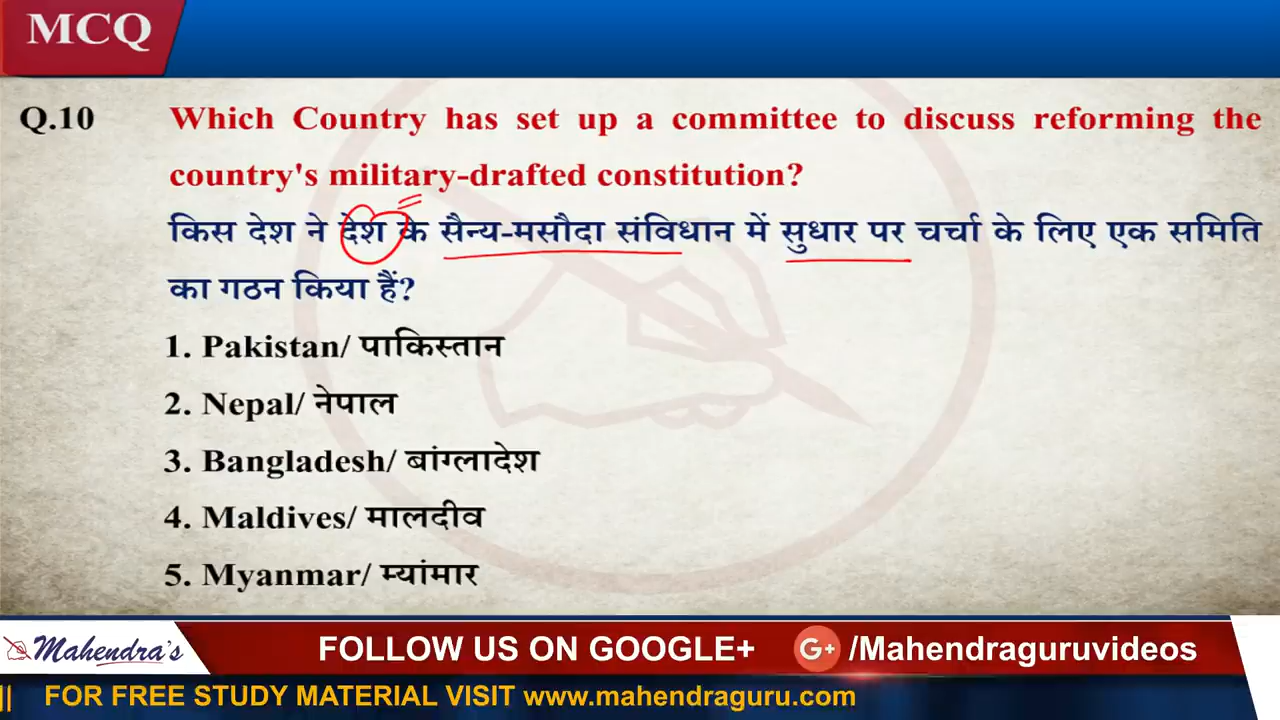 MCQ
Q.10 Which Country has set up a committee to discuss reforming the
country's military-drafted constitution?
किस देश ने देश के सैन्य-मसौदा संविधान में सुधार पर चर्चा के लिए एक समिति
का गठन किया हैं?
1. Pakistan/ पाकिस्तान
2. Nepal/ नेपाल
3. Bangladesh/ बांग्लादेश
4. Maldives/ मालदीव
5. Myanmar/ म्यांमार
Mahendra's FOLLOW US ON GOOGLE+ G+ /Mahendraguruvideos
|| FOR FREE STUDY MATERIAL VISIT www.mahendraguru.com